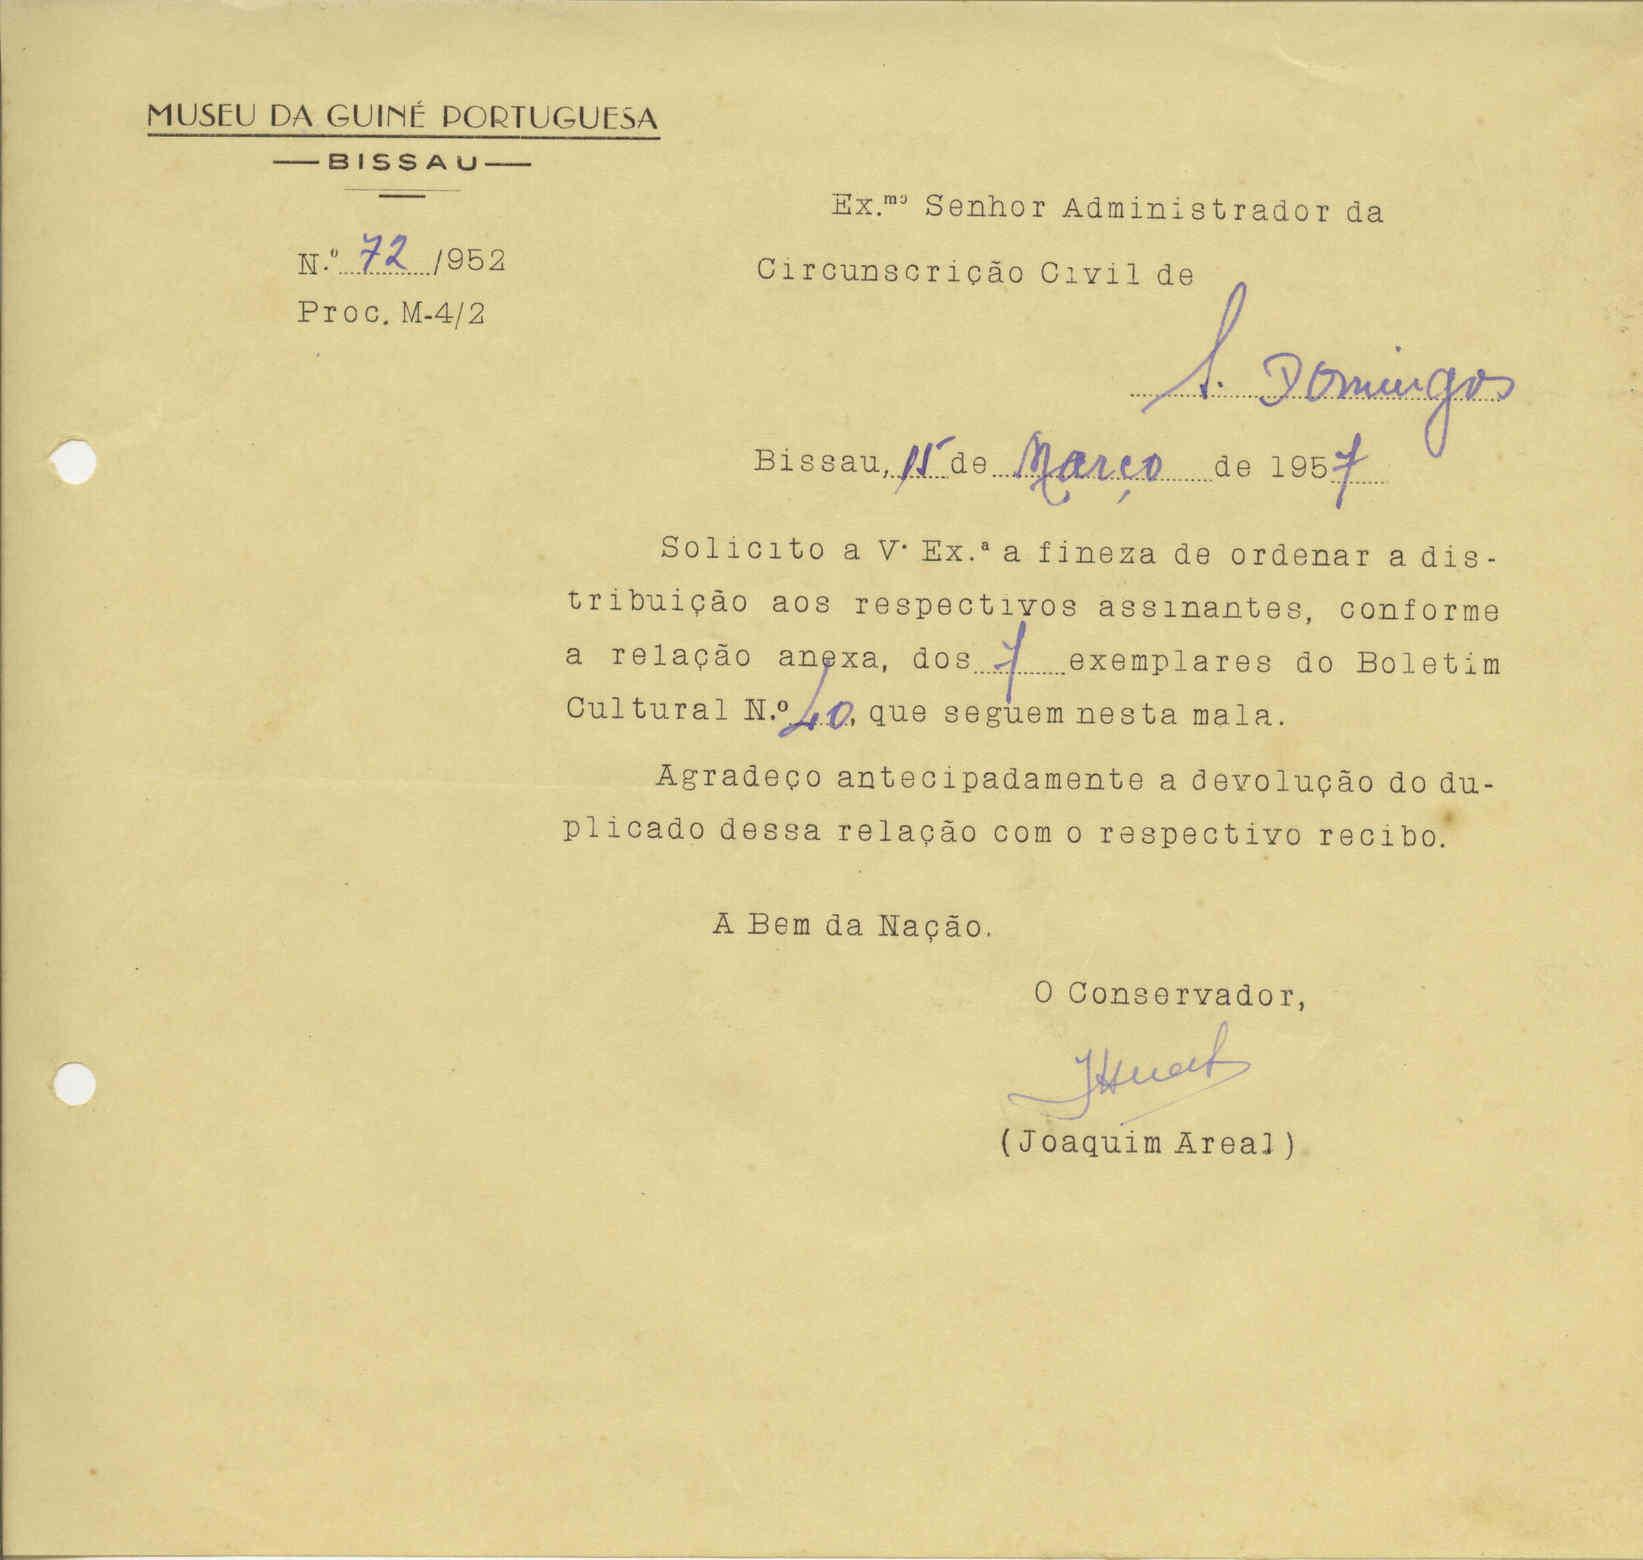 MUSEU DA GUINÉ PORTUGUESA
BISSAU
N.º 72 /952
Proc. M-4/2
Ex.mo Senhor Administrador da
Circunscrição Civil de
S. Domingos
Bissau, 15 de Março de 1957
Solicito a V. Ex.ª a fineza de ordenar a dis-
tribuição aos respectivos assinantes, conforme
a relação anexa, dos 7 exemplares do Boletim
Cultural N.º 40, que seguem nesta mala.
Agradeço antecipadamente a devolução do du-
plicado dessa relação com o respectivo recibo.
A Bem da Nação.
O Conservador,
(Joaquim Areal)